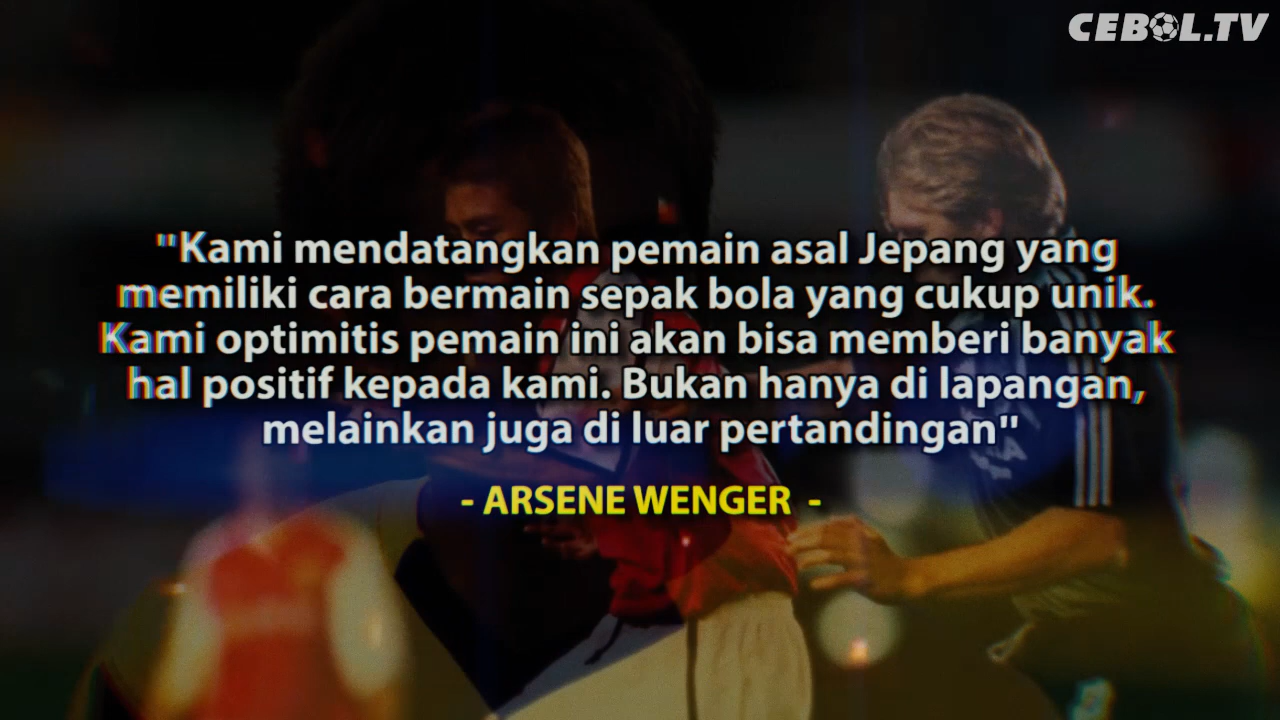 CEBOL.TV
"Kami mendatangkan pemain asal Jepang yang
memiliki cara bermain sepak bola yang cukup unik.
Kami optimitis pemain ini akan bisa memberi banyak
hal positif kepada kami. Bukan hanya di lapangan,
melainkan juga di luar pertandingan"
- ARSENE WENGER -